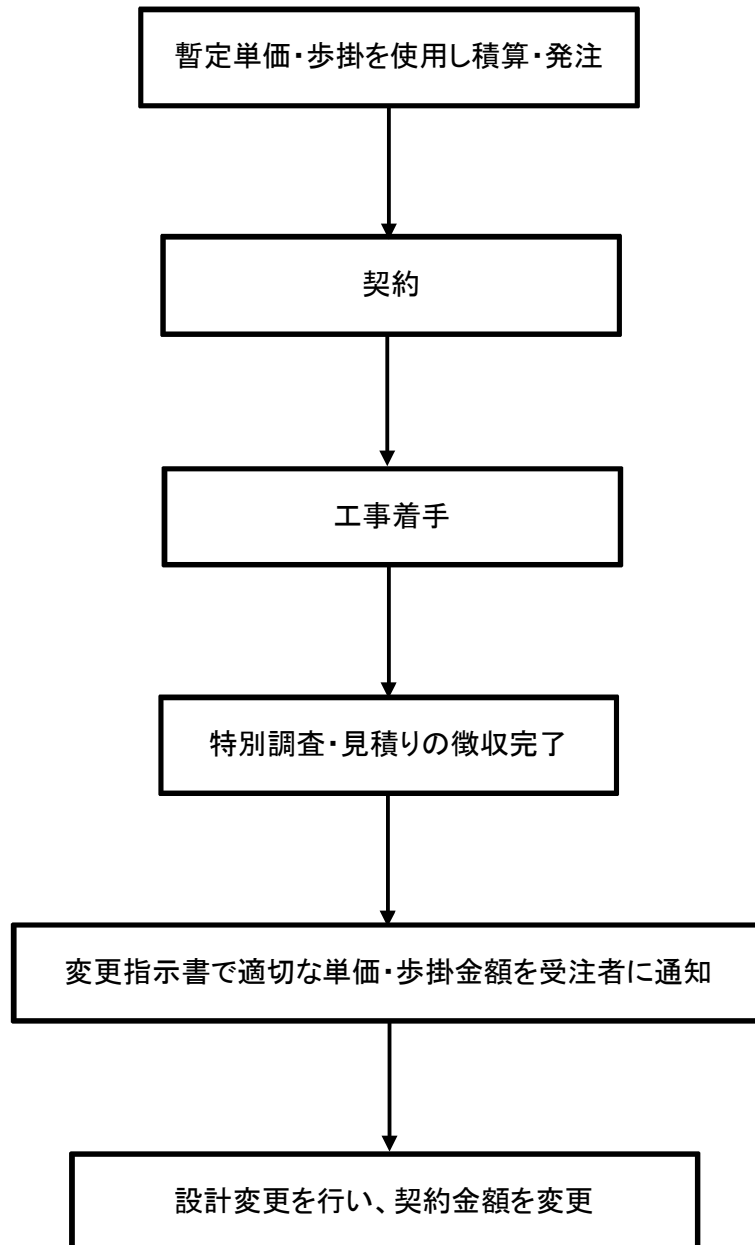 暫定単価・歩掛を使用し積算・発注
契約
工事着手
特別調査・見積りの徴収完了
変更指示書で適切な単価・歩掛金額を受注者に通知
設計変更を行い、契約金額を変更